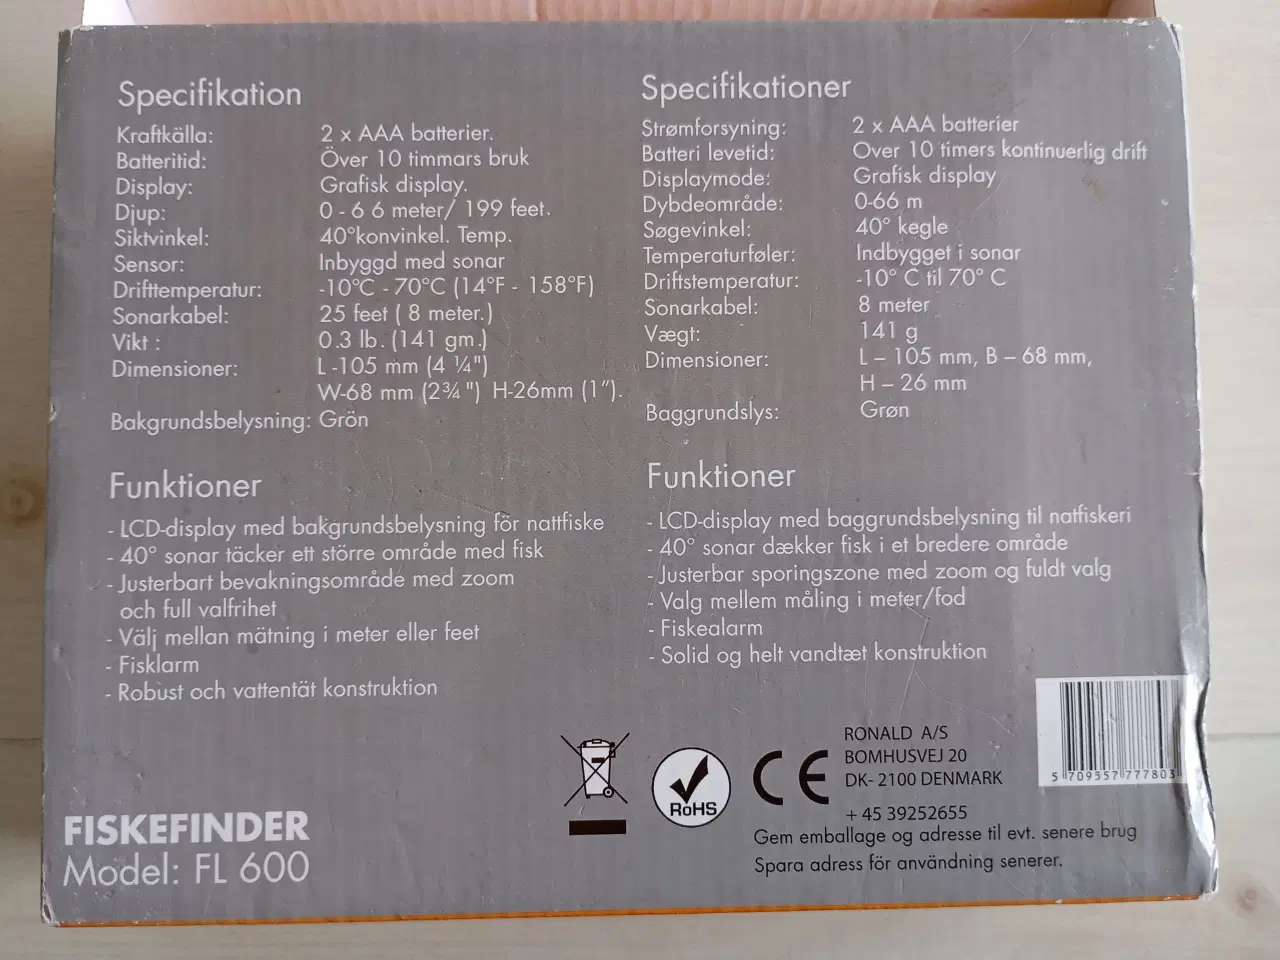 Specifikation
Kraftkälla: 2 x AAA batterier.
Batteritid: Över 10 timmars bruk
Display: Grafisk display.
Djup: 0 - 6 6 meter/ 199 feet.
Siktvinkel: 40°konvinkel. Temp.
Sensor: Inbyggd med sonar
Drifttemperatur: -10°C - 70°C (14°F - 158°F)
Sonarkabel: 25 feet ( 8 meter.)
Vikt : 0.3 lb. (141 gm.)
Dimensioner: L -105 mm (4 ¼")
W-68 mm (2¾ ") H-26mm (1").
Bakgrundsbelysning: Grön
Funktioner
- LCD-display med bakgrundsbelysning för nattfiske
- 40° sonar täcker ett större område med fisk
- Justerbart bevakningsområde med zoom
och full valfrihet
- Välj mellan mätning i meter eller feet
- Fisklarm
- Robust och vattentät konstruktion
Specifikationer
Strømforsyning: 2 x AAA batterier
Batteri levetid: Over 10 timers kontinuerlig drift
Displaymode: Grafisk display
Dybdeområde: 0-66 m
Søgevinkel: 40° kegle
Temperaturføler: Indbygget i sonar
Driftstemperatur: -10° C til 70° C
Sonarkabel: 8 meter
Vægt: 141 g
Dimensioner: L – 105 mm, B – 68 mm,
H – 26 mm
Baggrundslys: Grøn
Funktioner
- LCD-display med baggrundsbelysning til natfiskeri
- 40° sonar dækker fisk i et bredere område
- Justerbar sporingszone med zoom og fuldt valg
- Valg mellem måling i meter/fod
- Fiskealarm
- Solid og helt vandtæt konstruktion
FISKEFINDER
Model: FL 600
RoHS
CE
RONALD A/S
BOMHUSVEJ 20
DK- 2100 DENMARK
+ 45 39252655
Gem emballage og adresse til evt. senere brug
Spara adress för användning senerer.
5 709557 777803